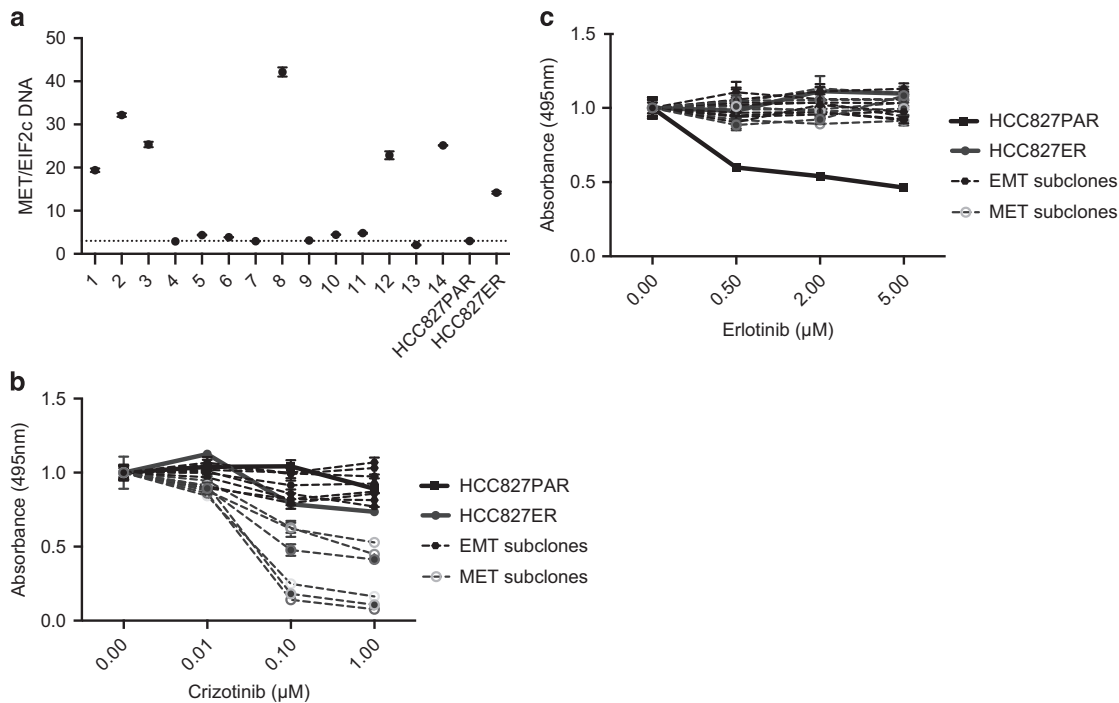 a
50
40
30
20
10
0
MET/EIF2c DNA
1
2
3
4
5
6
7
8
9
10
11
12
13
14
HCC827PAR
HCC827ER
b
1.5
1.0
0.5
0.0
Absorbance (495nm)
0.00
0.01
0.10
1.00
Crizotinib (µM)
HCC827PAR
HCC827ER
EMT subclones
MET subclones
c
1.5
1.0
0.5
0.0
Absorbance (495nm)
0.00
0.50
2.00
5.00
Erlotinib (µM)
HCC827PAR
HCC827ER
EMT subclones
MET subclones